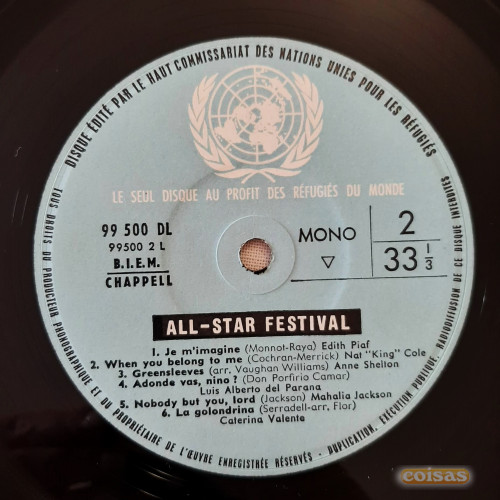 DISQUE ÉDITÉ PAR LE HAUT COMMISSARIAT DES NATIONS UNIES POUR LES RÉFUGIÉS
LE SEUL DISQUE AU PROFIT DES RÉFUGIÉS DU MONDE
99 500 DL
99500 2 L
B.I.E.M.
CHAPPELL
MONO
▽
2
33 1/3
ALL-STAR FESTIVAL
1. Je m'imagine (Monnot-Raya) Edith Piaf
2. When you belong to me (Cochran-Merrick) Nat "King" Cole
3. Greensleeves (arr. Vaughan Williams) Anne Shelton
4. Adonde vas, nino ? (Don Porfirio Camar)
Luis Alberto del Parana
5. Nobody but you, lord (Jackson) Mahalia Jackson
6. La golondrina (Serradell-arr. Flor)
Caterina Valente
TOUS DROITS DU PRODUCTEUR PHONOGRAPHIQUE ET DU PROPRIÉTAIRE DE L'ŒUVRE ENREGISTRÉE RÉSERVÉS - DUPLICATION, EXÉCUTION PUBLIQUE, RADIODIFFUSION DE CE DISQUE INTERDITES
coisas